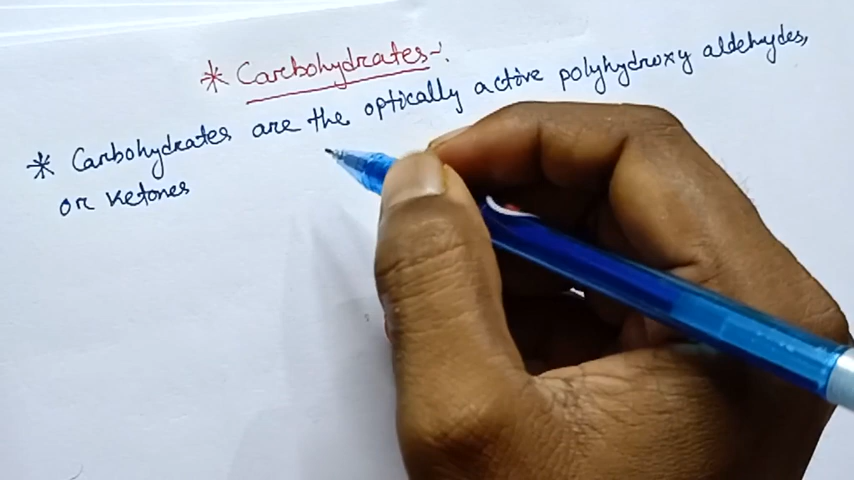 * Carbohydrates :-
* Carbohydrates are the optically active polyhydroxy aldehydes,
or ketones